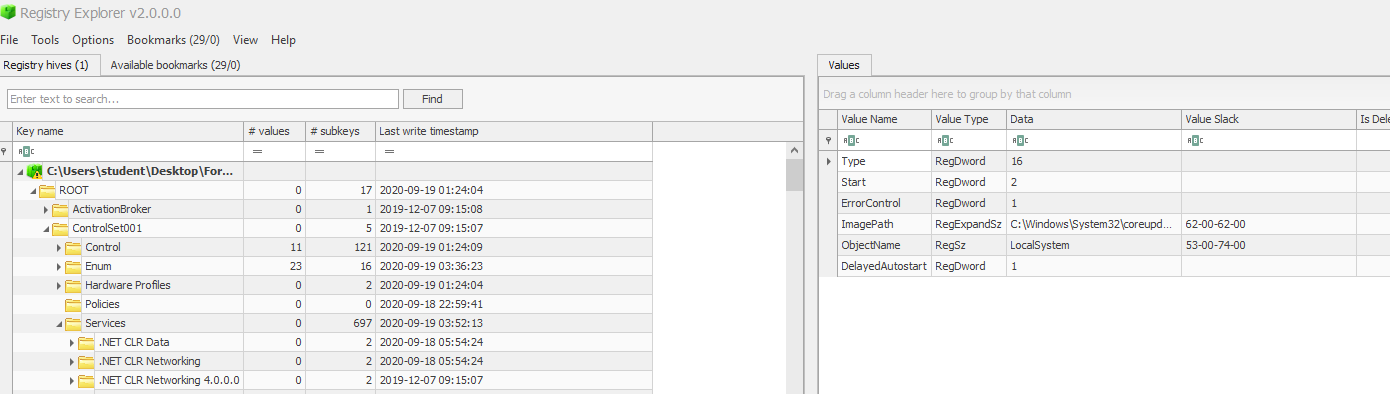 Registry Explorer v2.0.0.0
File Tools Options Bookmarks (29/0) View Help
Registry hives (1) Available bookmarks (29/0)
Enter text to search... Find
Key name # values # subkeys Last write timestamp
ABC = = =
C:\Users\student\Desktop\For...
ROOT 0 17 2020-09-19 01:24:04
ActivationBroker 0 1 2019-12-07 09:15:08
ControlSet001 0 5 2019-12-07 09:15:07
Control 11 121 2020-09-19 01:24:09
Enum 23 16 2020-09-19 03:36:23
Hardware Profiles 0 2 2020-09-19 01:24:04
Policies 0 0 2020-09-18 22:59:41
Services 0 697 2020-09-19 03:52:13
.NET CLR Data 0 2 2020-09-18 05:54:24
.NET CLR Networking 0 2 2020-09-18 05:54:24
.NET CLR Networking 4.0.0.0 0 2 2019-12-07 09:15:07
Values
Drag a column header here to group by that column
Value Name Value Type Data Value Slack Is Dele
ABC ABC ABC ABC
Type RegDword 16
Start RegDword 2
ErrorControl RegDword 1
ImagePath RegExpandSz C:\Windows\System32\coreupd... 62-00-62-00
ObjectName RegSz LocalSystem 53-00-74-00
DelayedAutostart RegDword 1